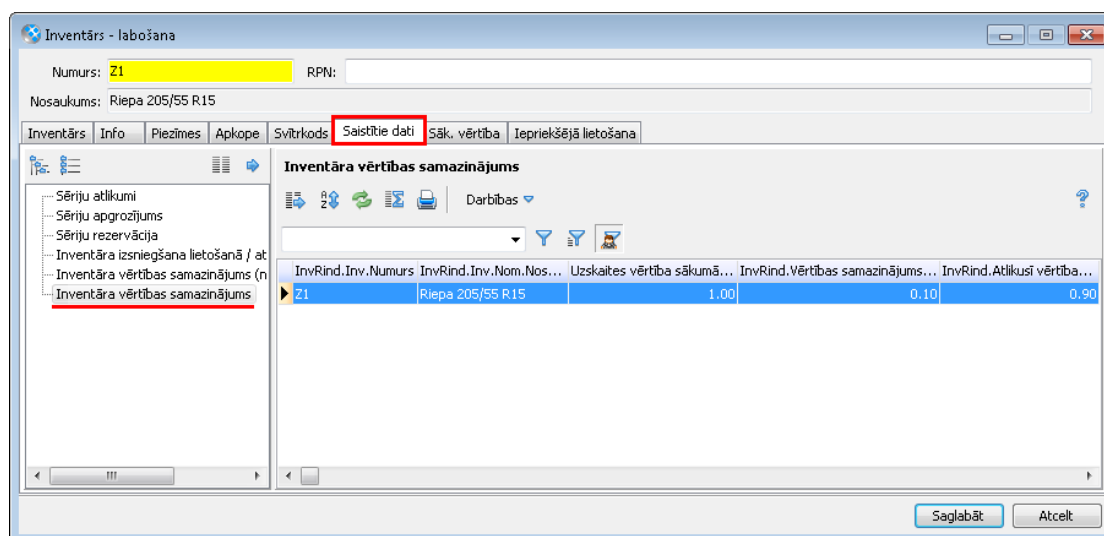 Inventārs - labošana
Numurs: Z1 RPN:
Nosaukums: Riepa 205/55 R15
Inventārs Info Piezīmes Apkope Svītrkods Saistītie dati Sāk. vērtība Iepriekšējā lietošana
Inventāra vērtības samazinājums
Darbības
Sēriju atlikumi
Sēriju apgrozījums
Sēriju rezervācija
Inventāra izsniegšana lietošanā / at
Inventāra vērtības samazinājums (n
Inventāra vērtības samazinājums
InvRind.Inv.Numurs InvRind.Inv.Nom.Nos... Uzskaites vērtība sākumā... InvRind.Vērtības samazinājums... InvRind.Atlikusī vērtība...
Z1 Riepa 205/55 R15 1.00 0.10 0.90
Saglabāt Atcelt